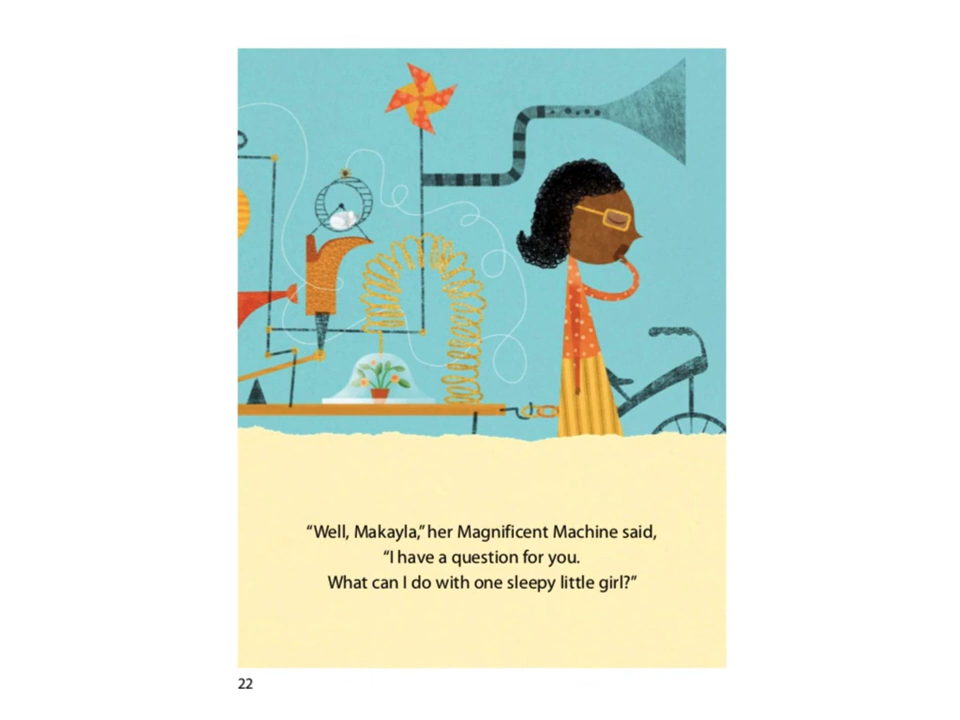 “Well, Makayla,” her Magnificent Machine said,
“I have a question for you.
What can I do with one sleepy little girl?”
22